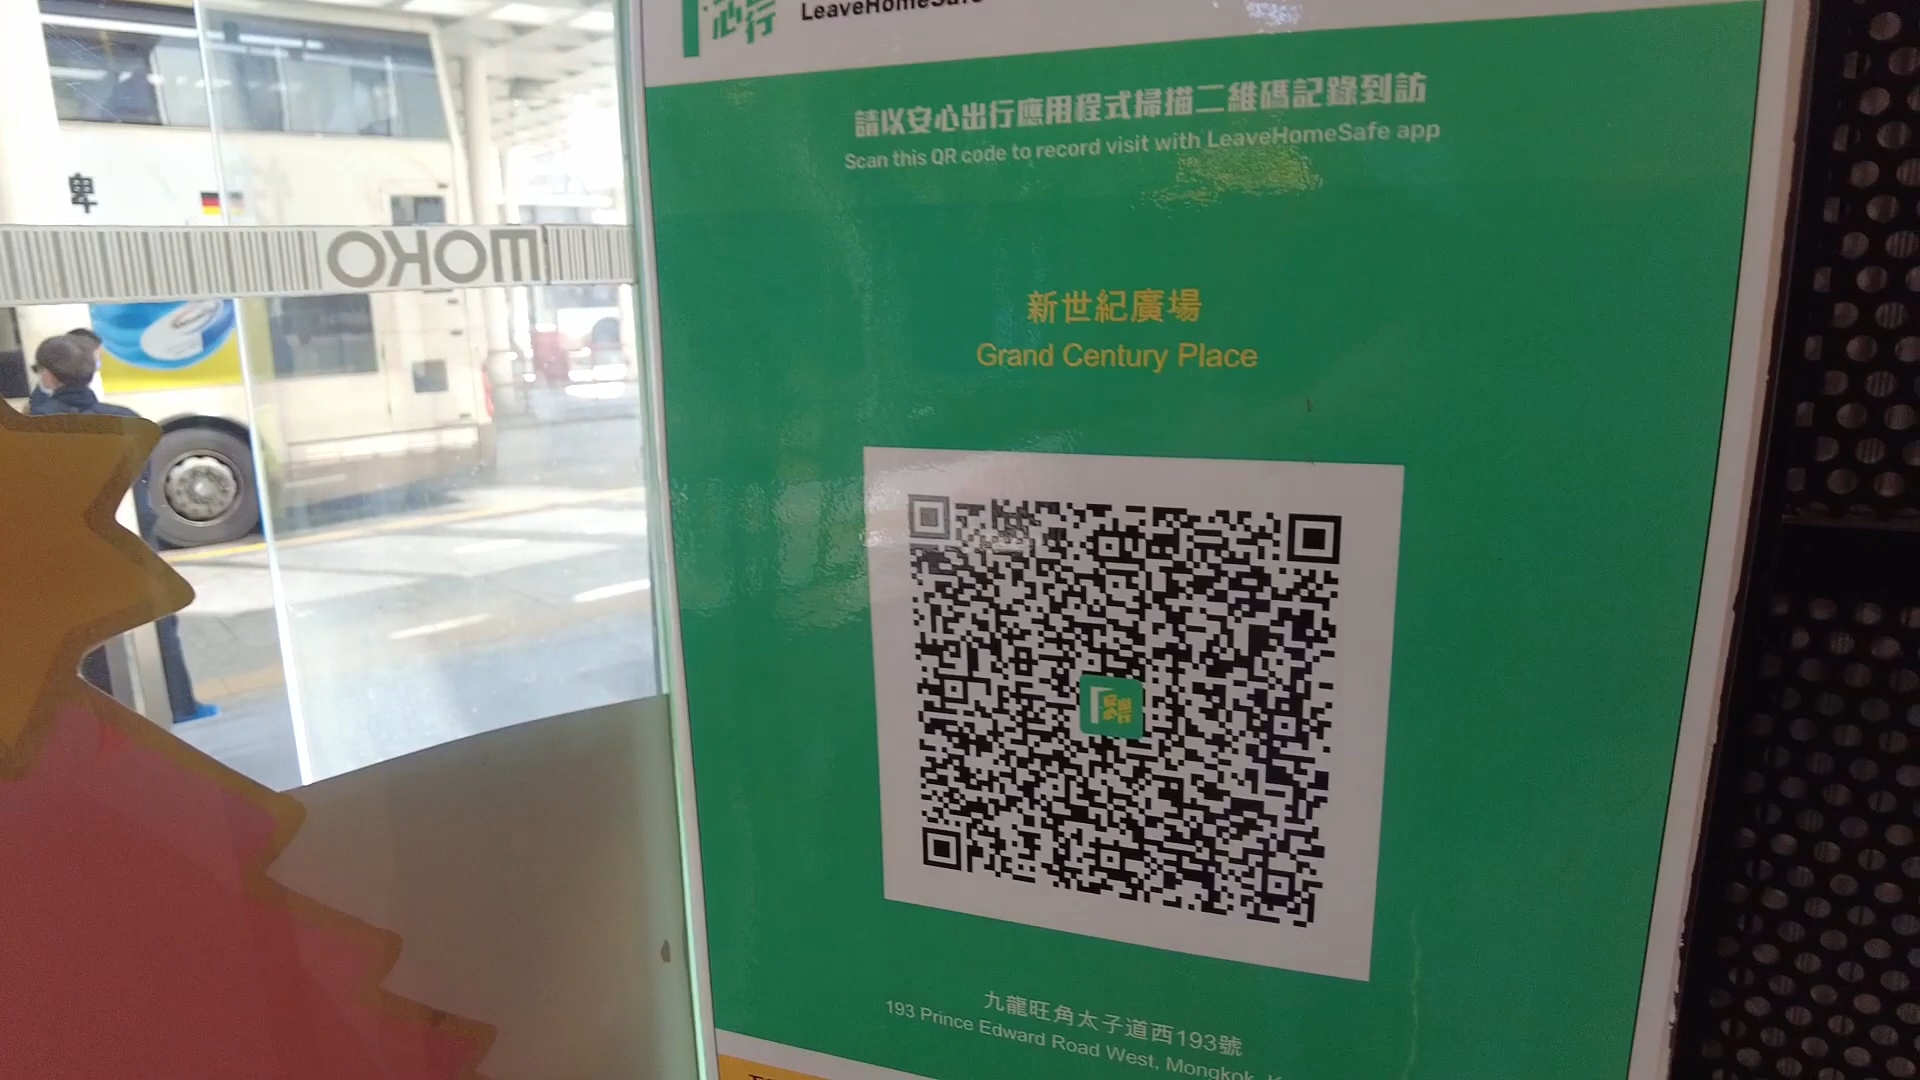 LeaveHomeSafe
請以安心出行應用程式掃描二維碼記錄到訪
Scan this QR code to record visit with LeaveHomeSafe app
卑
moko
新世紀廣場
Grand Century Place
九龍旺角太子道西193號
193 Prince Edward Road West, Mongkok